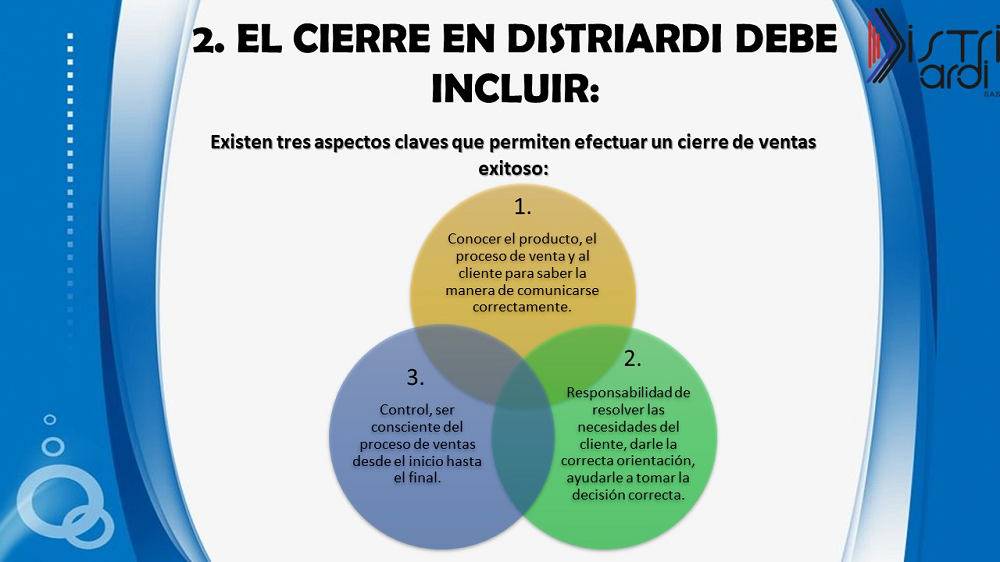 2. EL CIERRE EN DISTRIARDI DEBE
INCLUIR:
Distri
ardi
SAS
Existen tres aspectos claves que permiten efectuar un cierre de ventas
exitoso:
1.
Conocer el producto, el
proceso de venta y al
cliente para saber la
manera de comunicarse
correctamente.
2.
Responsabilidad de
resolver las
necesidades del
cliente, darle la
correcta orientación,
ayudarle a tomar la
decisión correcta.
3.
Control, ser
consciente del
proceso de ventas
desde el inicio hasta
el final.